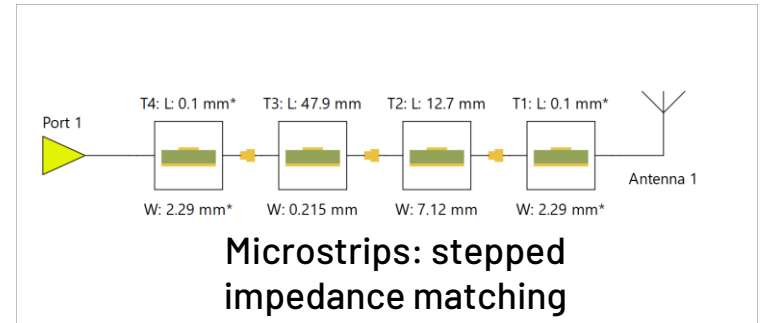 T4: L: 0.1 mm* T3: L: 47.9 mm T2: L: 12.7 mm T1: L: 0.1 mm*
Port 1
Antenna 1
W: 2.29 mm* W: 0.215 mm W: 7.12 mm W: 2.29 mm*
Microstrips: stepped
impedance matching